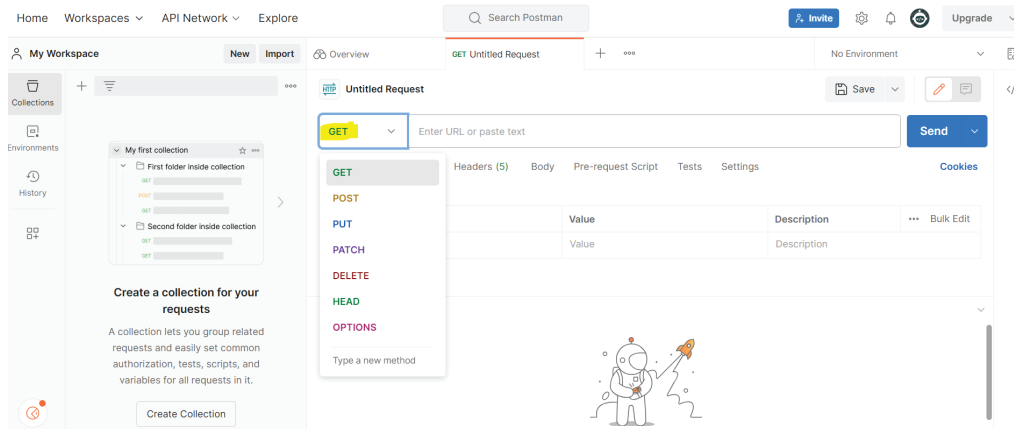 Home Workspaces API Network Explore Search Postman Invite Upgrade
My Workspace New Import Overview GET Untitled Request No Environment
Collections
Environments
History
My first collection
First folder inside collection
GET
POST
GET
Second folder inside collection
GET
GET
Create a collection for your
requests
A collection lets you group related
requests and easily set common
authorization, tests, scripts, and
variables for all requests in it.
Create Collection
HTTP Untitled Request Save
GET Enter URL or paste text Send
Headers (5) Body Pre-request Script Tests Settings Cookies
GET
POST
PUT
PATCH
DELETE
HEAD
OPTIONS
Type a new method
Value Description Bulk Edit
Value Description